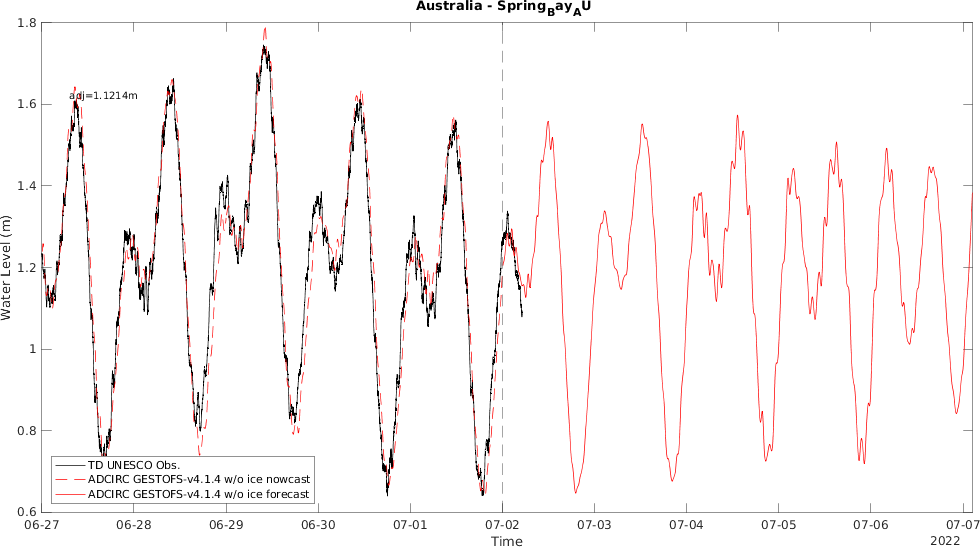 Australia - Spring_Bay_AU
1.8
1.6
1.4
1.2
1
0.8
0.6
Water Level (m)
adj=1.1214m
TD UNESCO Obs.
ADCIRC GESTOFS-v4.1.4 w/o ice nowcast
ADCIRC GESTOFS-v4.1.4 w/o ice forecast
06-27 06-28 06-29 06-30 07-01 07-02 07-03 07-04 07-05 07-06 07-07
Time
2022